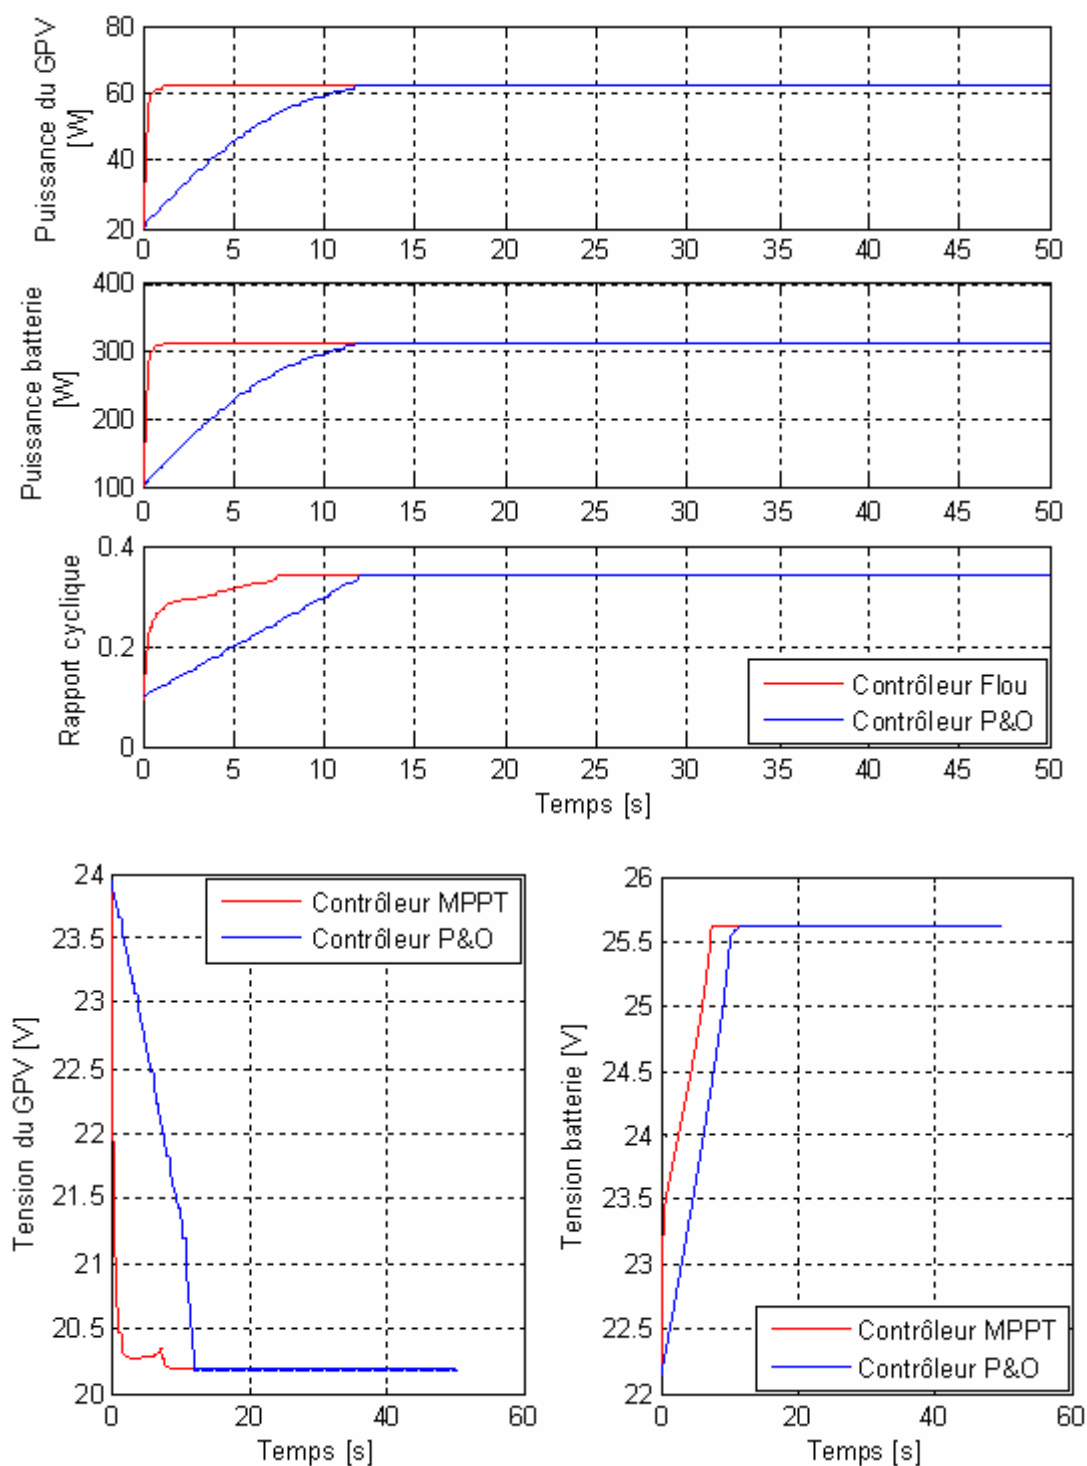 80
60
40
20
Puissance du GPV
[W]
0 5 10 15 20 25 30 35 40 45 50
400
300
200
100
Puissance batterie
[W]
0 5 10 15 20 25 30 35 40 45 50
0.4
0.2
0
Rapport cyclique
Contrôleur Flou
Contrôleur P&O
0 5 10 15 20 25 30 35 40 45 50
Temps [s]
24
23.5
23
22.5
22
21.5
21
20.5
20
Tension du GPV [V]
Contrôleur MPPT
Contrôleur P&O
0 20 40 60
Temps [s]
26
25.5
25
24.5
24
23.5
23
22.5
22
Tension batterie [V]
Contrôleur MPPT
Contrôleur P&O
0 20 40 60
Temps [s]